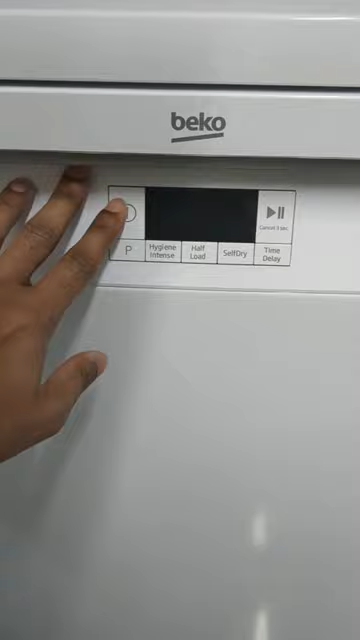 beko
Cancel 3 sec.
P
Hygiene
Intense
Half
Load
SelfDry
Time
Delay